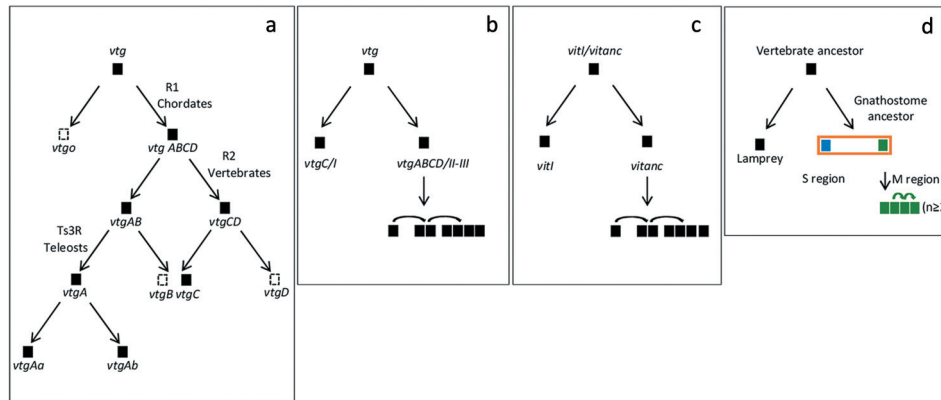 a
vtg
R1
Chordates
vtgo
vtg ABCD
R2
Vertebrates
vtgAB
vtgCD
Ts3R
Teleosts
vtgA
vtgB
vtgC
vtgD
vtgAa
vtgAb
b
vtg
vtgC/I
vtgABCD/II-III
c
vitI/vitanc
vitI
vitanc
d
Vertebrate ancestor
Gnathostome
ancestor
Lamprey
S region
M region